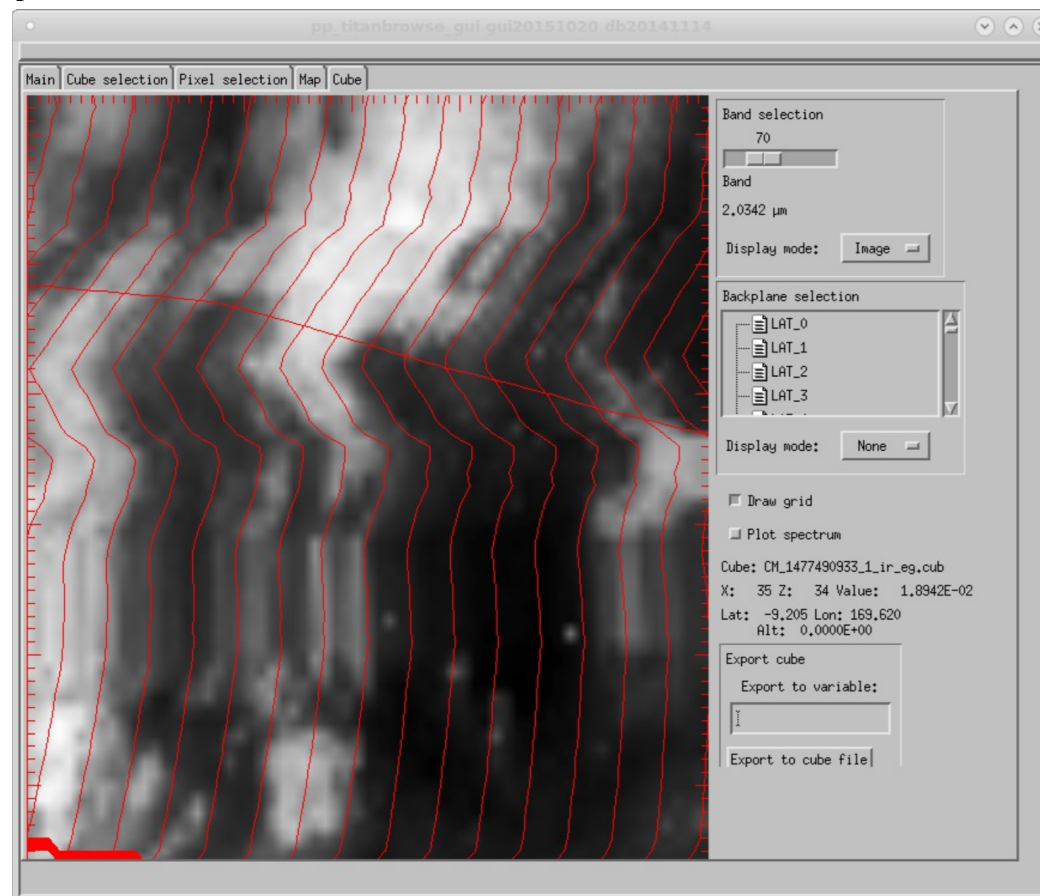 pp_titanbrowse_gui gui20151020 db20141114
Main Cube selection Pixel selection Map Cube
Band selection
70
Band
2.0342 µm
Display mode: Image
Backplane selection
LAT_0
LAT_1
LAT_2
LAT_3
Display mode: None
Draw grid
Plot spectrum
Cube: CM_1477490933_1_ir_eg.cub
X: 35 Z: 34 Value: 1.8942E-02
Lat: -9.205 Lon: 169.620
Alt: 0.0000E+00
Export cube
Export to variable:
Export to cube file